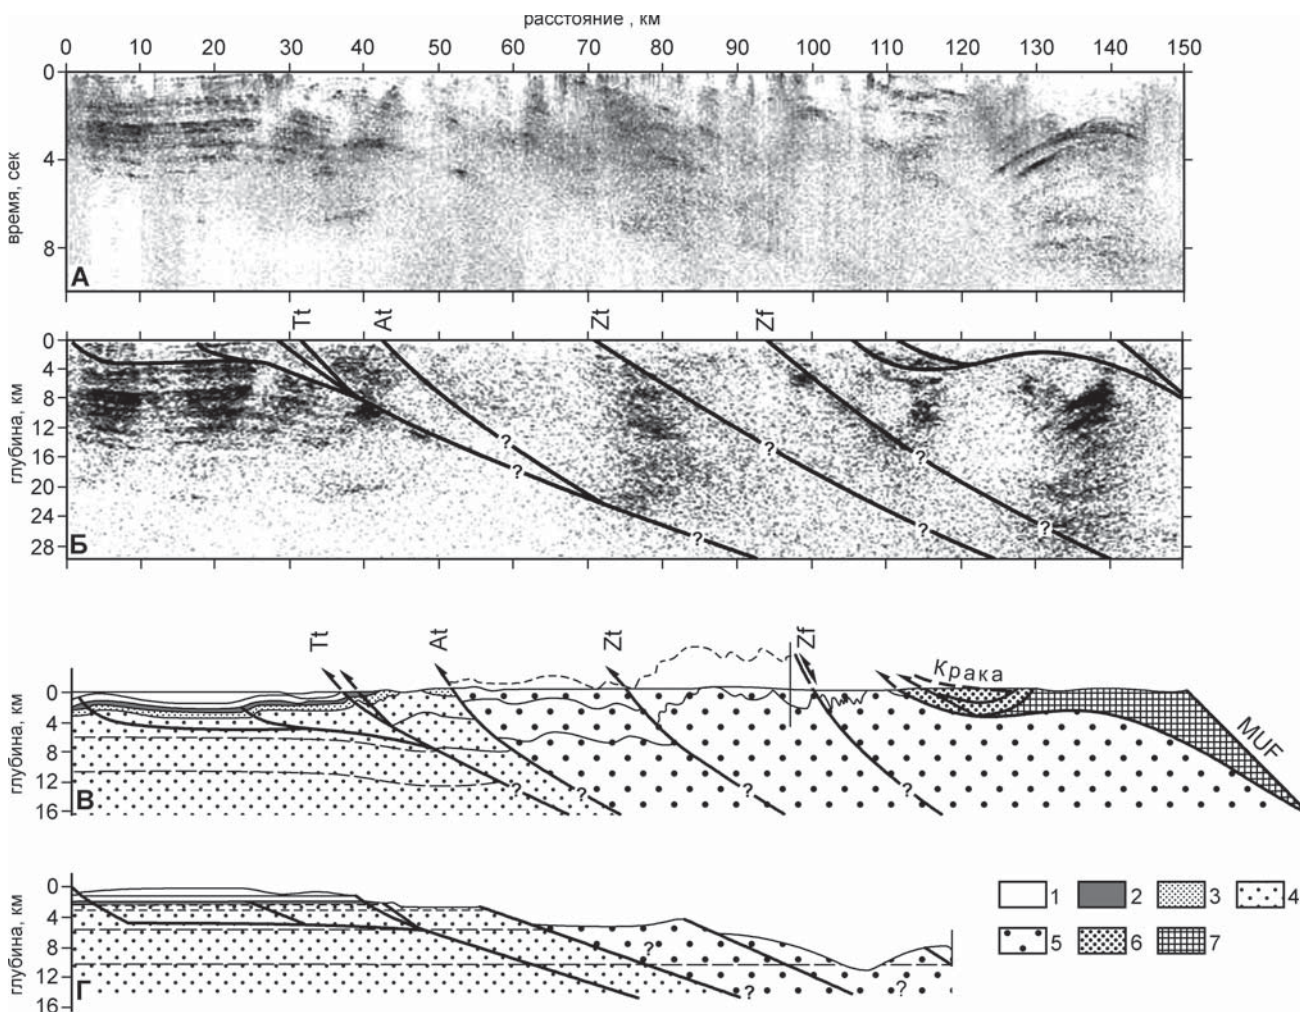 расстояние , км
0 10 20 30 40 50 60 70 80 90 100 110 120 130 140 150
0
4
8
время, сек
А
Tt At Zt Zf
0
4
8
12
16
20
24
28
глубина, км
Б
? ? ? ? ? ? ?
Tt At Zt Zf
Крака
MUF
0
4
8
12
16
глубина, км
В
? ? ? ?
0
4
8
12
16
глубина, км
Г
? ? ?
1 2 3 4
5 6 7